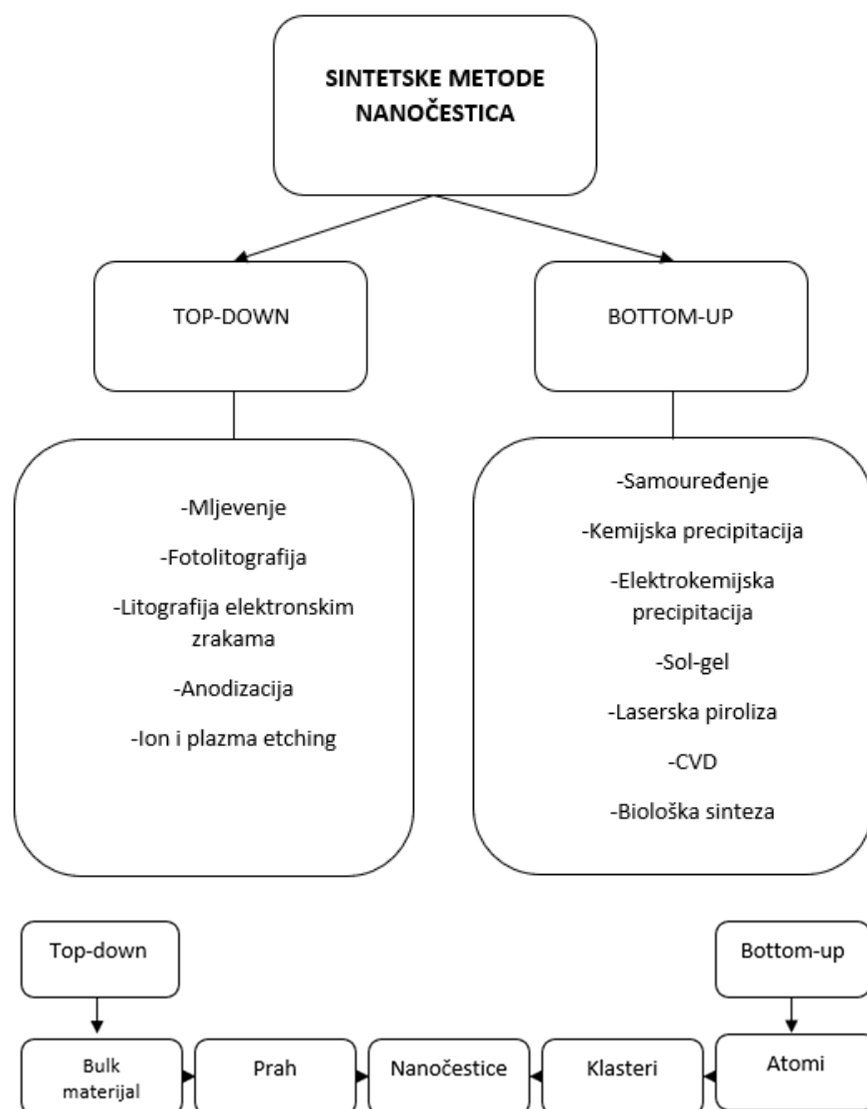 SINTETSKE METODE
NANOČESTICA
TOP-DOWN
BOTTOM-UP
-Mljevenje
-Fotolitografija
-Litografija elektronskim
zrakama
-Anodizacija
-Ion i plazma etching
-Samouređenje
-Kemijska precipitacija
-Elektrokemijska
precipitacija
-Sol-gel
-Laserska piroliza
-CVD
-Biološka sinteza
Top-down
Bottom-up
Bulk
materijal
Prah
Nanočestice
Klasteri
Atomi